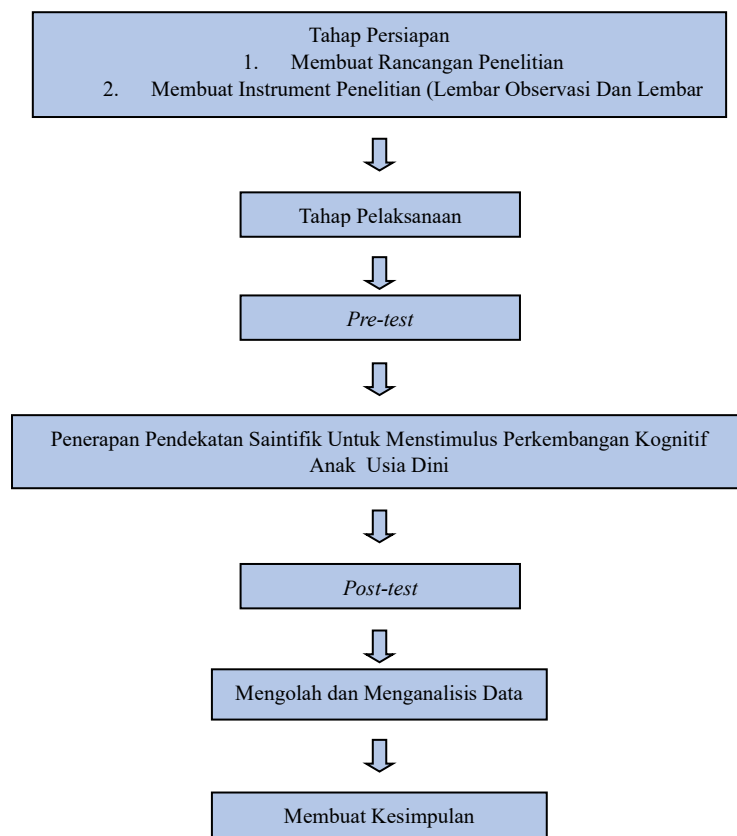 Tahap Persiapan
1. Membuat Rancangan Penelitian
2. Membuat Instrument Penelitian (Lembar Observasi Dan Lembar
Tahap Pelaksanaan
Pre-test
Penerapan Pendekatan Saintifik Untuk Menstimulus Perkembangan Kognitif
Anak Usia Dini
Post-test
Mengolah dan Menganalisis Data
Membuat Kesimpulan